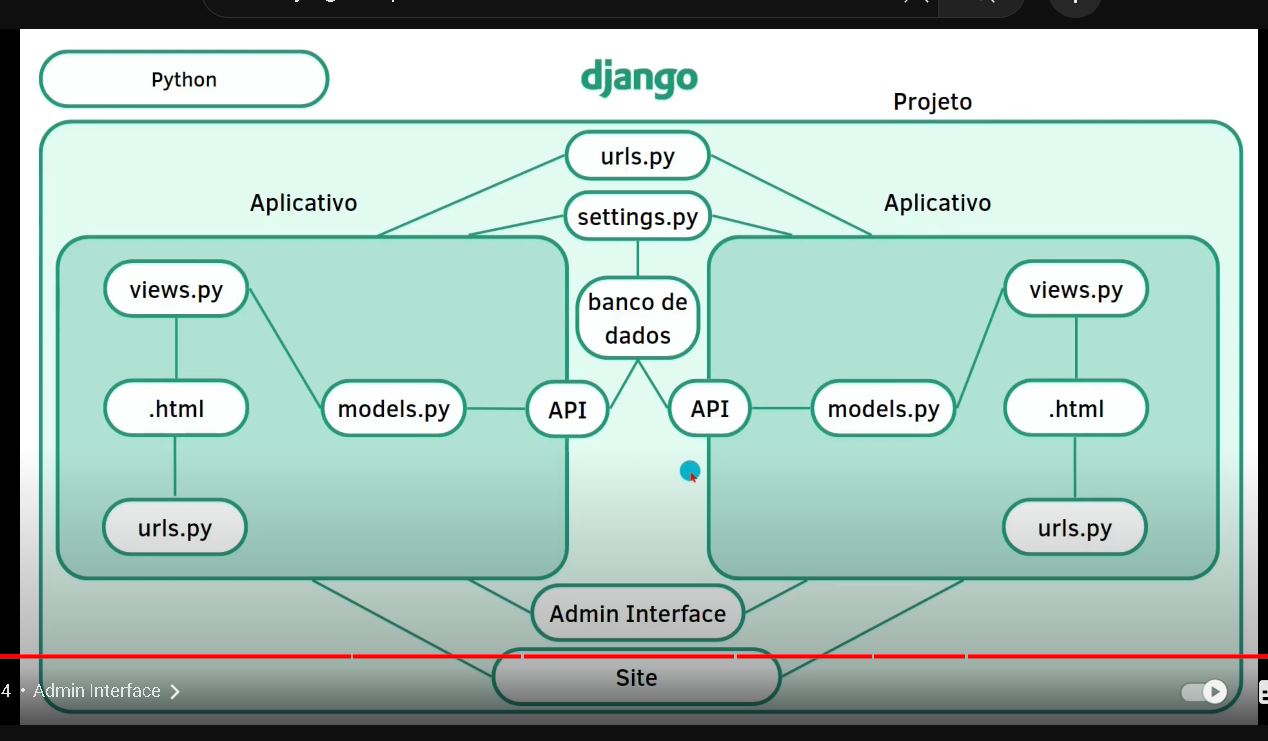 Python
django
Projeto
urls.py
Aplicativo
Aplicativo
settings.py
views.py
banco de
dados
views.py
.html
models.py
API
API
models.py
.html
urls.py
urls.py
Admin Interface
Site
4 • Admin Interface